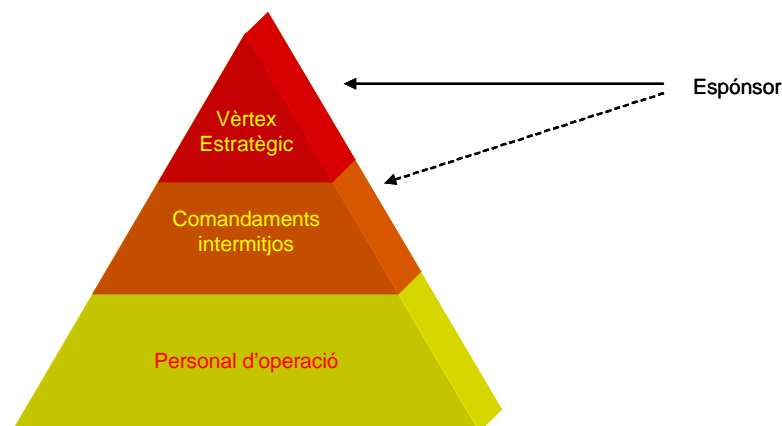 Vèrtex
Estratègic
Espónsor
Comandaments
intermitjos
Personal d’operació